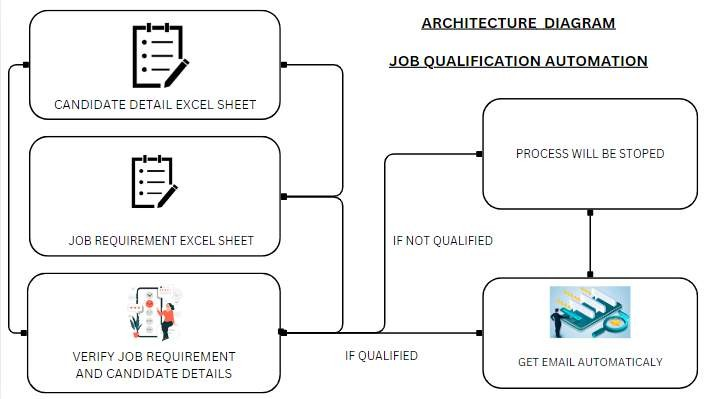 ARCHITECTURE DIAGRAM
JOB QUALIFICATION AUTOMATION
CANDIDATE DETAIL EXCEL SHEET
JOB REQUIREMENT EXCEL SHEET
VERIFY JOB REQUIREMENT
AND CANDIDATE DETAILS
IF NOT QUALIFIED
IF QUALIFIED
PROCESS WILL BE STOPED
GET EMAIL AUTOMATICALY